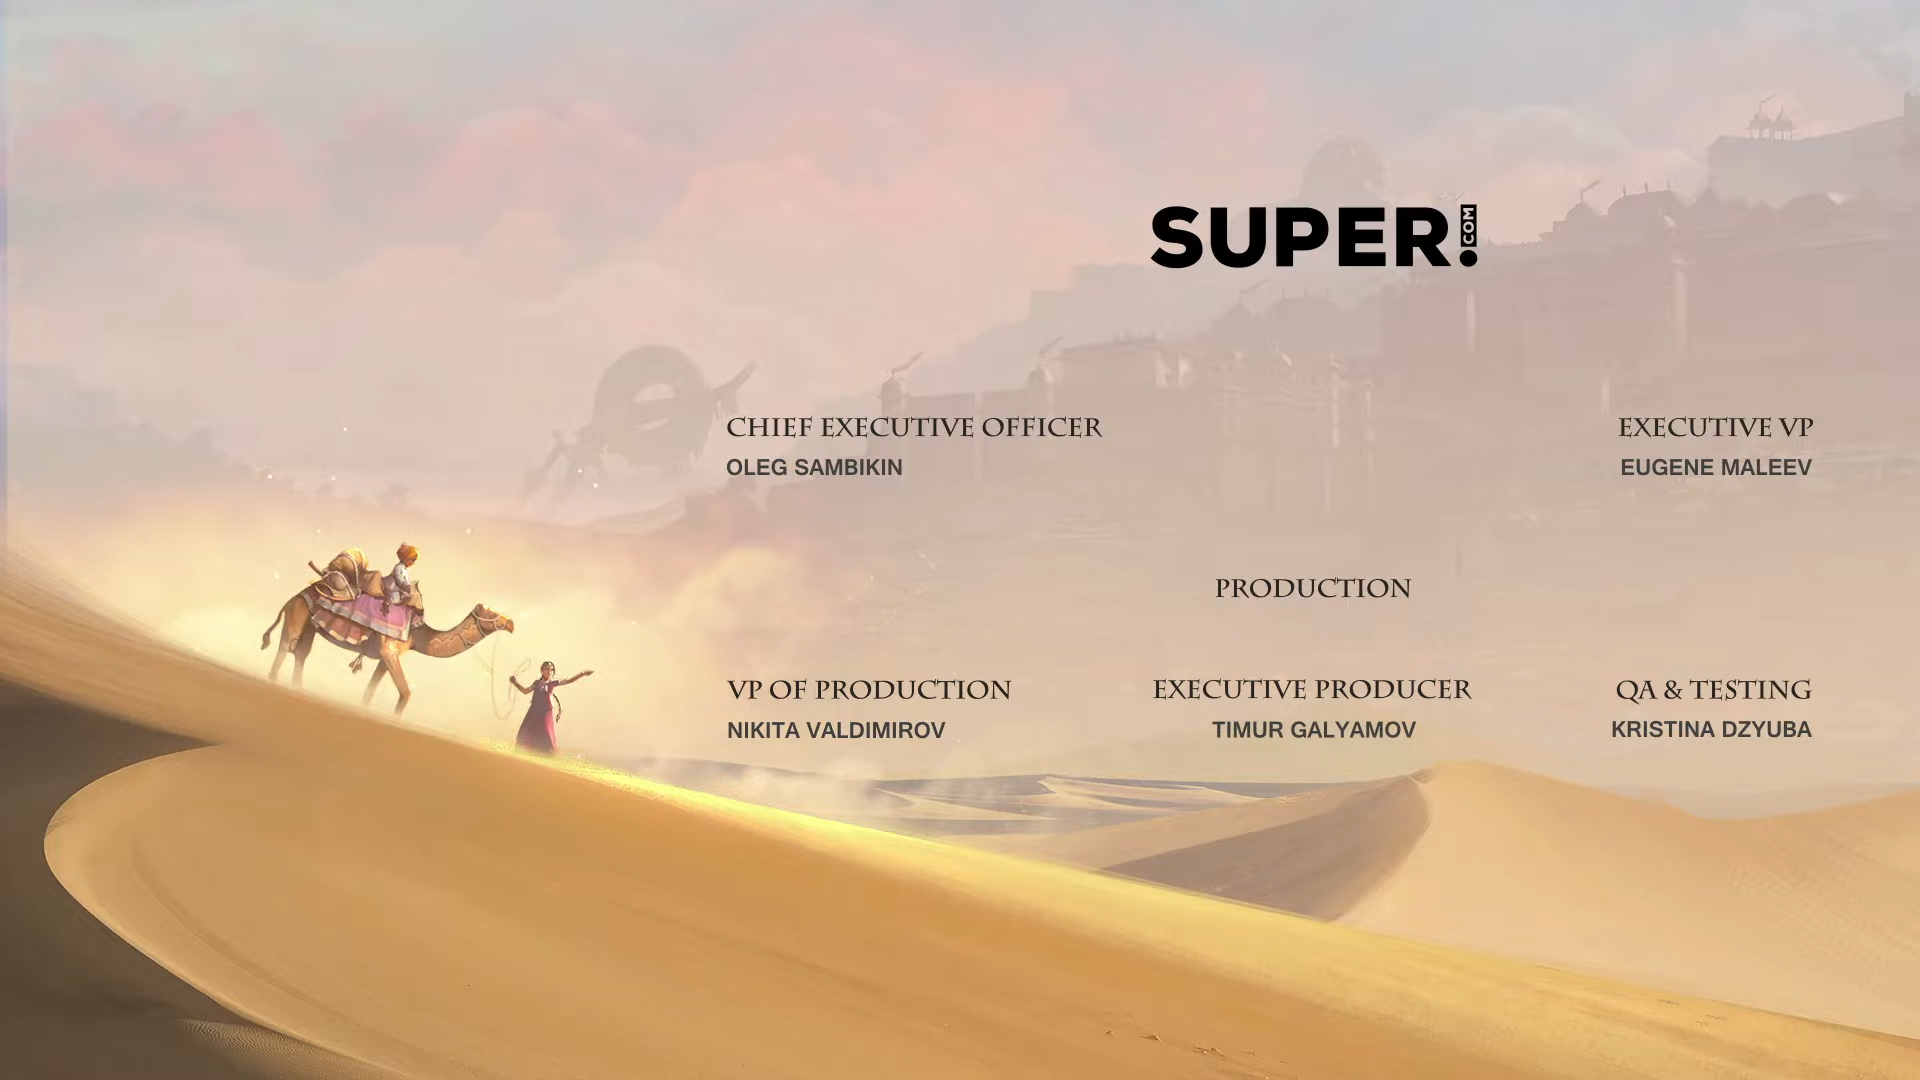 SUPER!COM
CHIEF EXECUTIVE OFFICER
OLEG SAMBIKIN
EXECUTIVE VP
EUGENE MALEEV
PRODUCTION
VP OF PRODUCTION
NIKITA VALDIMIROV
EXECUTIVE PRODUCER
TIMUR GALYAMOV
QA & TESTING
KRISTINA DZYUBA